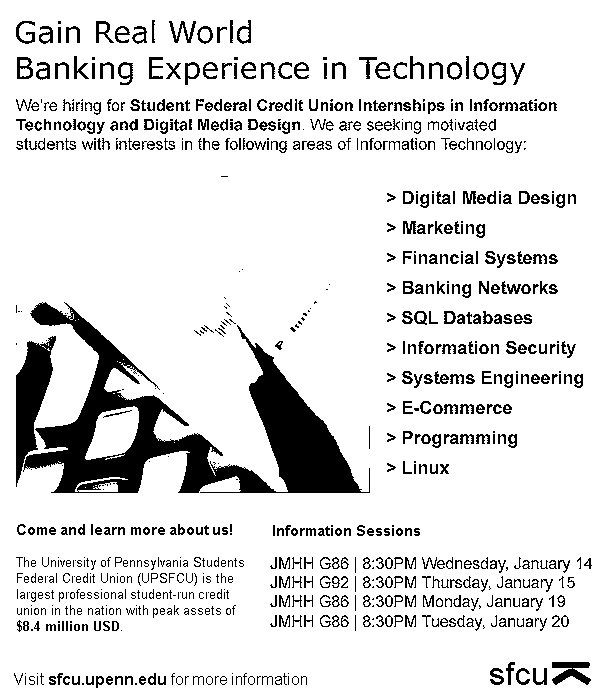 Gain Real World
Banking Experience in Technology
We're hiring for Student Federal Credit Union Internships in Information
Technology and Digital Media Design. We are seeking motivated
students with interests in the following areas of Information Technology:
> Digital Media Design
> Marketing
> Financial Systems
> Banking Networks
> SQL Databases
> Information Security
> Systems Engineering
> E-Commerce
> Programming
> Linux
Come and learn more about us!
The University of Pennsylvania Students
Federal Credit Union (UPSFCU) is the
largest professional student-run credit
union in the nation with peak assets of
$8.4 million USD.
Information Sessions
JMHH G86 | 8:30PM Wednesday, January 14
JMHH G92 | 8:30PM Thursday, January 15
JMHH G86 | 8:30PM Monday, January 19
JMHH G86 | 8:30PM Tuesday, January 20
Visit sfcu.upenn.edu for more information
sfcu